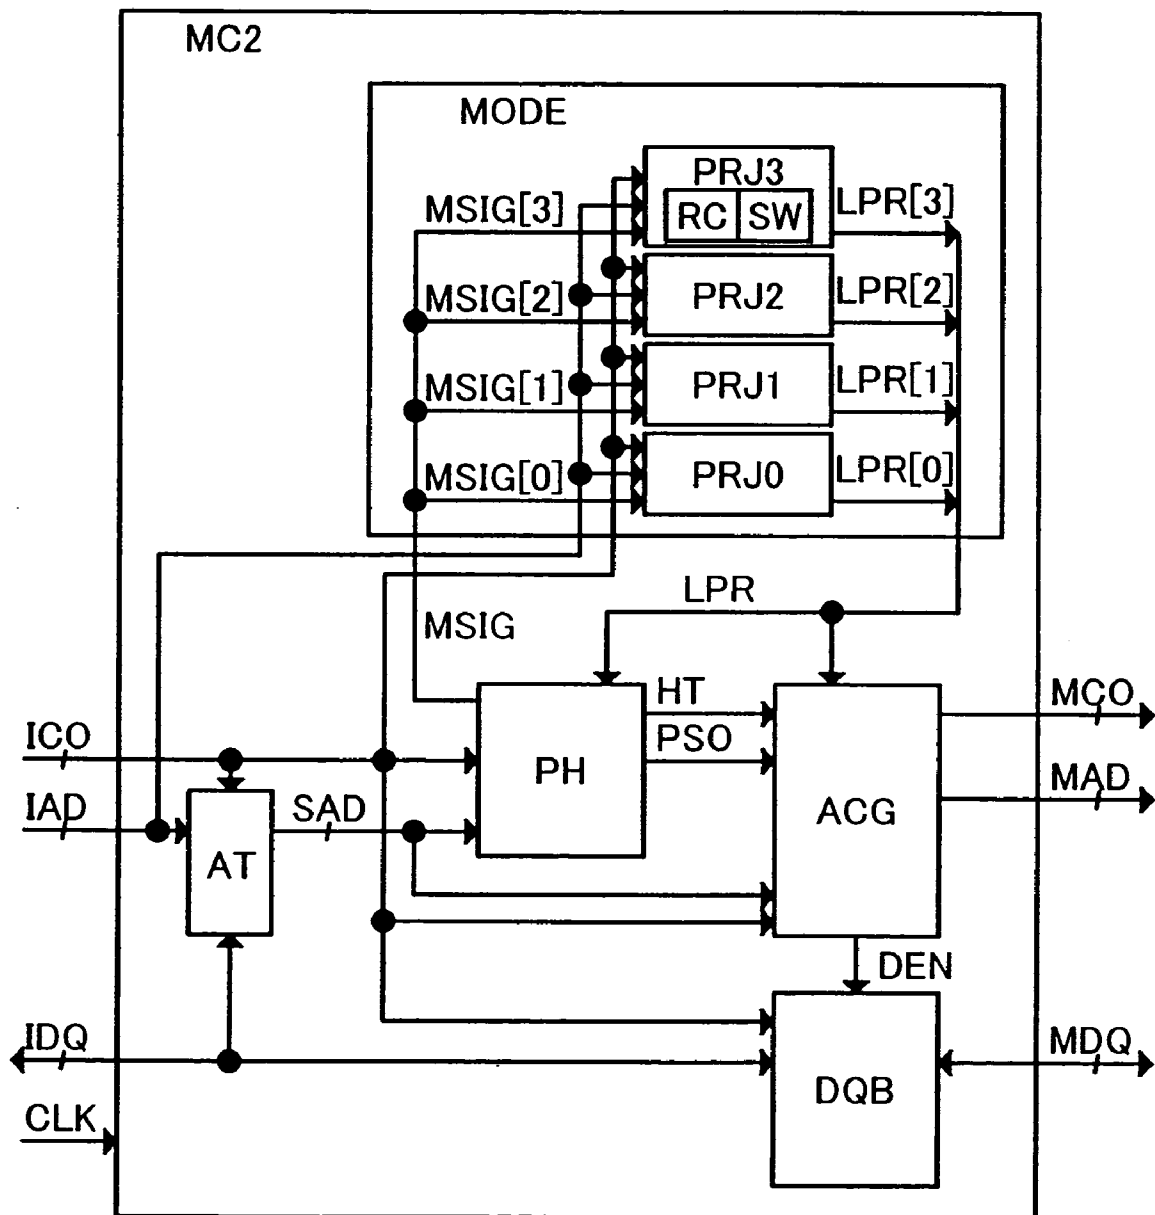 MC2
MODE
PRJ3
RC SW
MSIG[3]
LPR[3]
MSIG[2]
PRJ2
LPR[2]
MSIG[1]
PRJ1
LPR[1]
MSIG[0]
PRJ0
LPR[0]
LPR
MSIG
HT
PSO
PH
ACG
MCO
MAD
ICO
IAD
SAD
AT
DEN
IDQ
DQB
MDQ
CLK